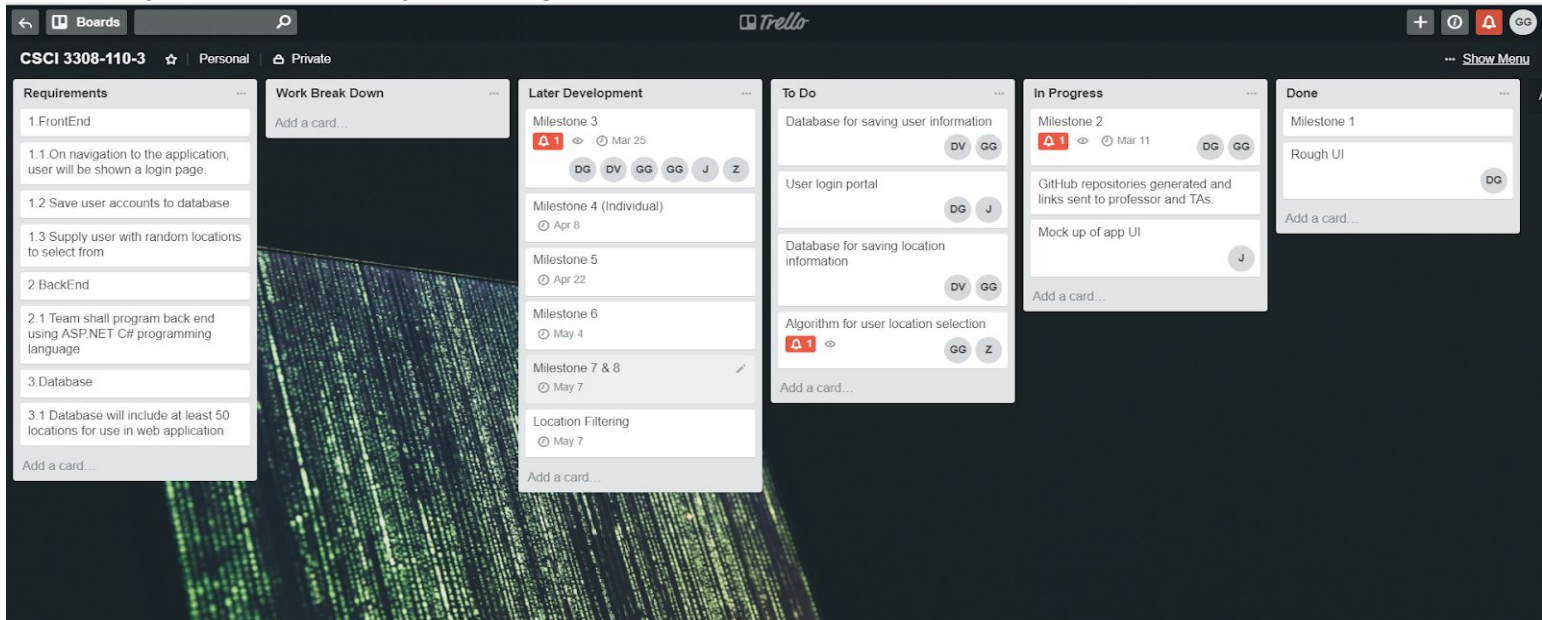 Boards
Trello
GG
CSCI 3308-110-3
Personal
Private
... Show Menu
Requirements
1.FrontEnd
1.1.On navigation to the application,
user will be shown a login page.
1.2 Save user accounts to database
1.3 Supply user with random locations
to select from
2.BackEnd
2.1 Team shall program back end
using ASP.NET C# programming
language
3.Database
3.1 Database will include at least 50
locations for use in web application
Add a card...
Work Break Down
Add a card...
Later Development
Milestone 3
1 Mar 25
DG DV GG GG J Z
Milestone 4 (Individual)
Apr 8
Milestone 5
Apr 22
Milestone 6
May 4
Milestone 7 & 8
May 7
Location Filtering
May 7
Add a card...
To Do
Database for saving user information
DV GG
User login portal
DG J
Database for saving location
information
DV GG
Algorithm for user location selection
1
GG Z
Add a card...
In Progress
Milestone 2
1 Mar 11
DG GG
GitHub repositories generated and
links sent to professor and TAs.
Mock up of app UI
J
Add a card...
Done
Milestone 1
Rough UI
DG
Add a card...